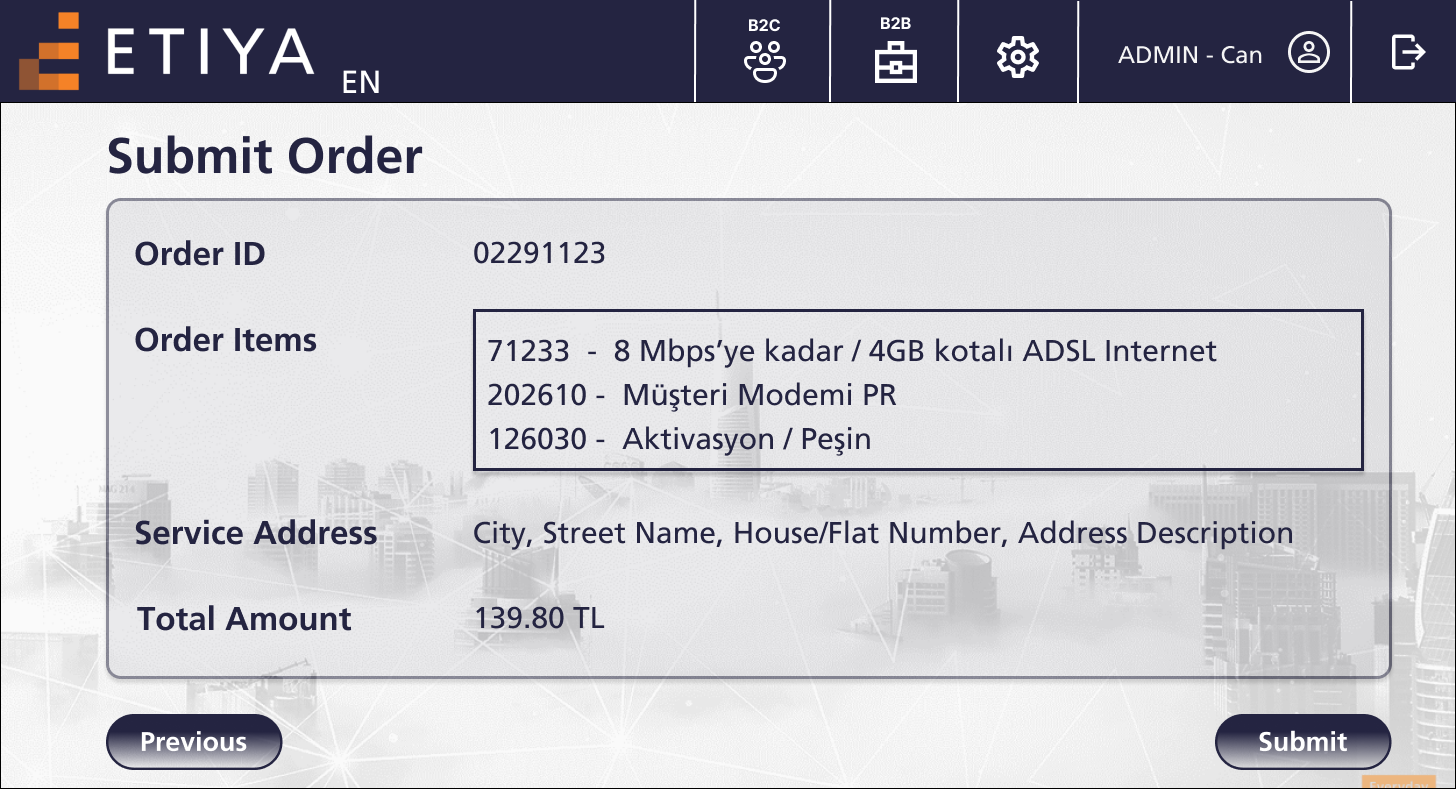 ETIYA
EN
B2C
B2B
ADMIN - Can
Submit Order
Order ID
02291123
Order Items
71233 - 8 Mbps’ye kadar / 4GB kotalı ADSL Internet
202610 - Müşteri Modemi PR
126030 - Aktivasyon / Peşin
Service Address
City, Street Name, House/Flat Number, Address Description
Total Amount
139.80 TL
Previous
Submit